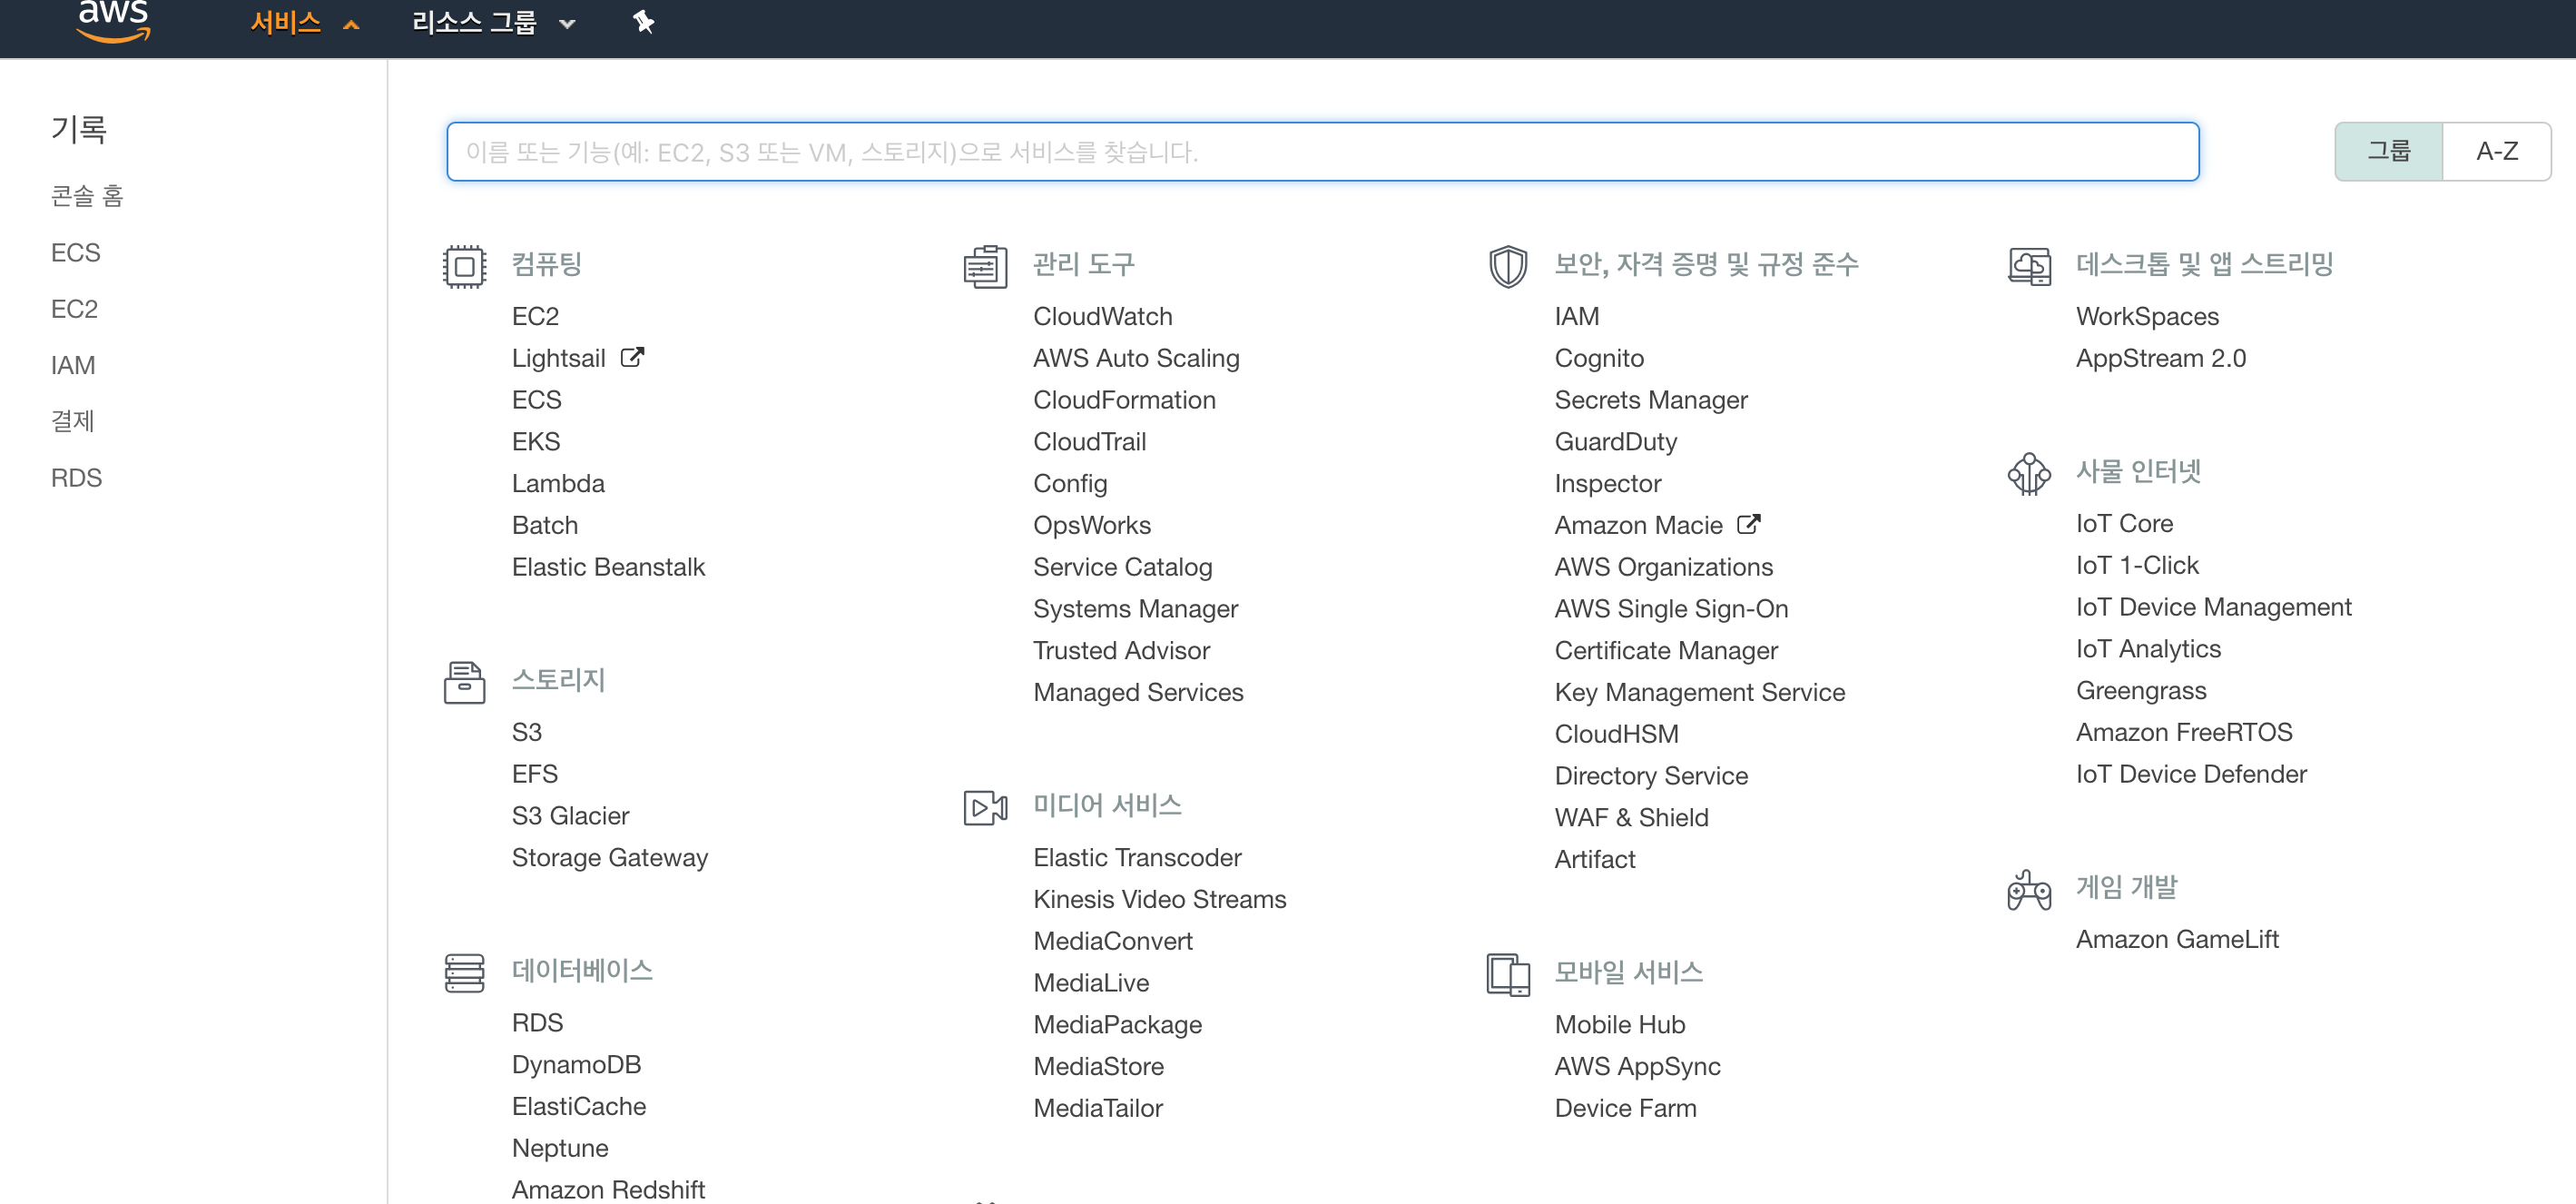 aws
서비스
리소스 그룹
기록
콘솔 홈
ECS
EC2
IAM
결제
RDS
이름 또는 기능(예: EC2, S3 또는 VM, 스토리지)으로 서비스를 찾습니다.
그룹
A-Z
컴퓨팅
EC2
Lightsail
ECS
EKS
Lambda
Batch
Elastic Beanstalk
스토리지
S3
EFS
S3 Glacier
Storage Gateway
데이터베이스
RDS
DynamoDB
ElastiCache
Neptune
Amazon Redshift
관리 도구
CloudWatch
AWS Auto Scaling
CloudFormation
CloudTrail
Config
OpsWorks
Service Catalog
Systems Manager
Trusted Advisor
Managed Services
미디어 서비스
Elastic Transcoder
Kinesis Video Streams
MediaConvert
MediaLive
MediaPackage
MediaStore
MediaTailor
보안, 자격 증명 및 규정 준수
IAM
Cognito
Secrets Manager
GuardDuty
Inspector
Amazon Macie
AWS Organizations
AWS Single Sign-On
Certificate Manager
Key Management Service
CloudHSM
Directory Service
WAF & Shield
Artifact
모바일 서비스
Mobile Hub
AWS AppSync
Device Farm
데스크톱 및 앱 스트리밍
WorkSpaces
AppStream 2.0
사물 인터넷
IoT Core
IoT 1-Click
IoT Device Management
IoT Analytics
Greengrass
Amazon FreeRTOS
IoT Device Defender
게임 개발
Amazon GameLift